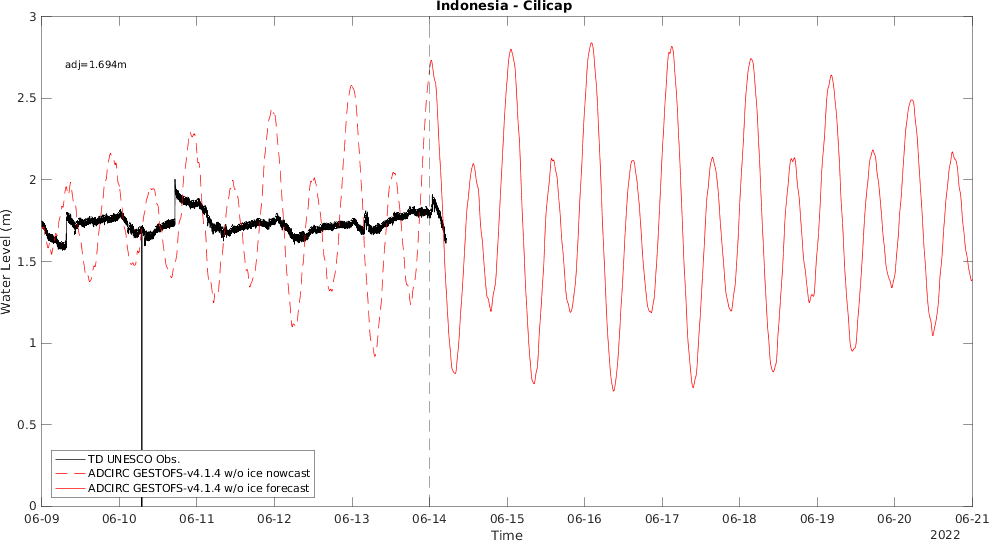 Indonesia - Cilicap
3
2.5
2
1.5
1
0.5
0
adj=1.694m
Water Level (m)
TD UNESCO Obs.
ADCIRC GESTOFS-v4.1.4 w/o ice nowcast
ADCIRC GESTOFS-v4.1.4 w/o ice forecast
06-09 06-10 06-11 06-12 06-13 06-14 06-15 06-16 06-17 06-18 06-19 06-20 06-21
Time
2022